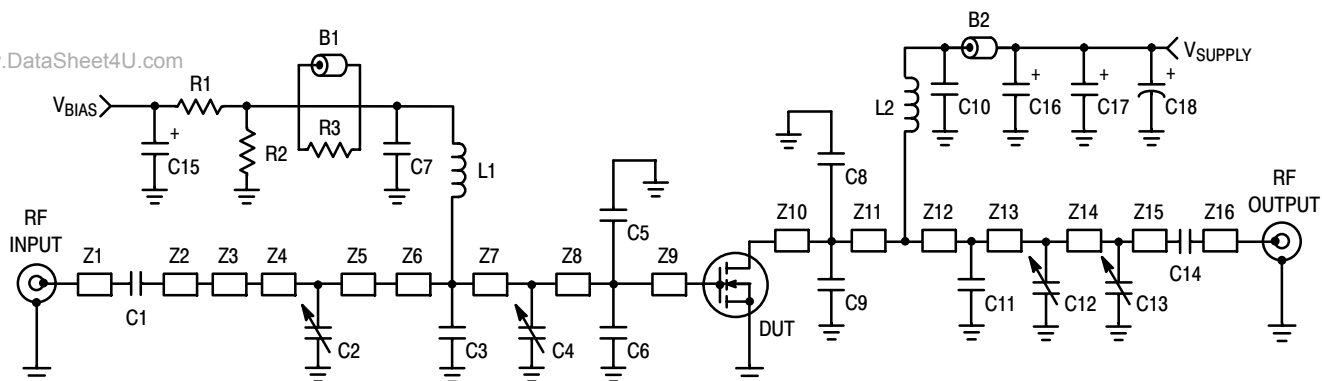 .DataSheet4U.com
B1
B2
VBIAS
R1
R3
R2
+
C15
C7
L1
L2
C10
+
C16
+
C17
+
C18
VSUPPLY
C5
C8
RF
INPUT
Z1
C1
Z2
Z3
Z4
C2
Z5
Z6
C3
Z7
C4
Z8
C6
Z9
DUT
Z10
C9
Z11
Z12
C11
Z13
C12
Z14
C13
Z15
C14
Z16
RF
OUTPUT